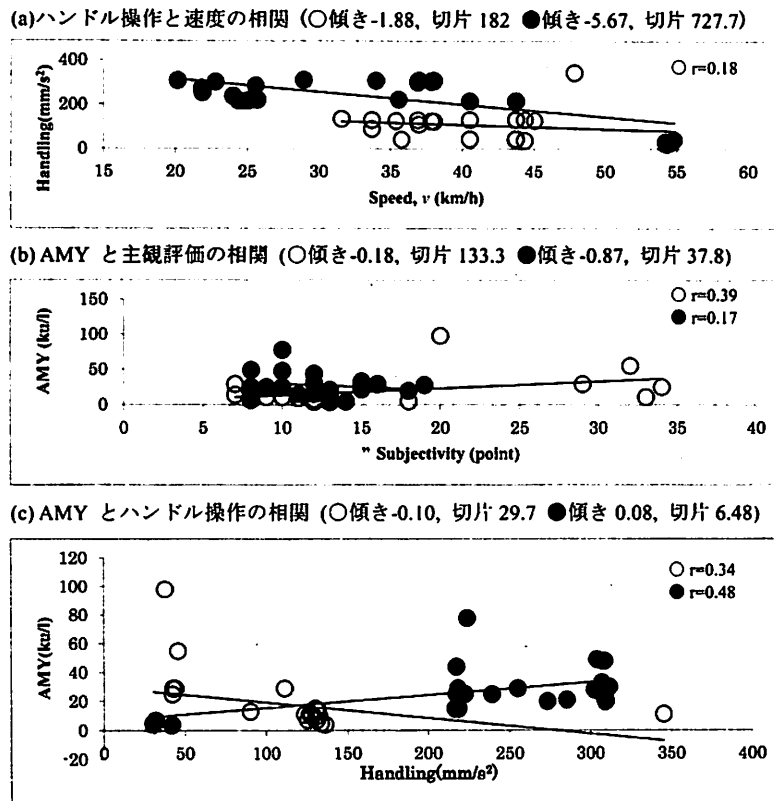 (a)ハンドル操作と速度の相関 (○傾き-1.88, 切片 182 ●傾き-5.67, 切片 727.7)
400
200
0
Handling(mm/s²)
○ r=0.18
20 25 30 35 40 45 50 55 60
Speed, v (km/h)
(b) AMY と主観評価の相関 (○傾き-0.18, 切片 133.3 ●傾き-0.87, 切片 37.8)
150
100
50
0
AMY (ku/l)
○ r=0.39
● r=0.17
0 5 10 15 20 25 30 35 40
" Subjectivity (point)
(c) AMY とハンドル操作の相関 (○傾き-0.10, 切片 29.7 ●傾き 0.08, 切片 6.48)
120
100
80
60
40
20
0
-20
AMY(ku/l)
○ r=0.34
● r=0.48
0 50 100 150 200 250 300 350 400
Handling(mm/s²)